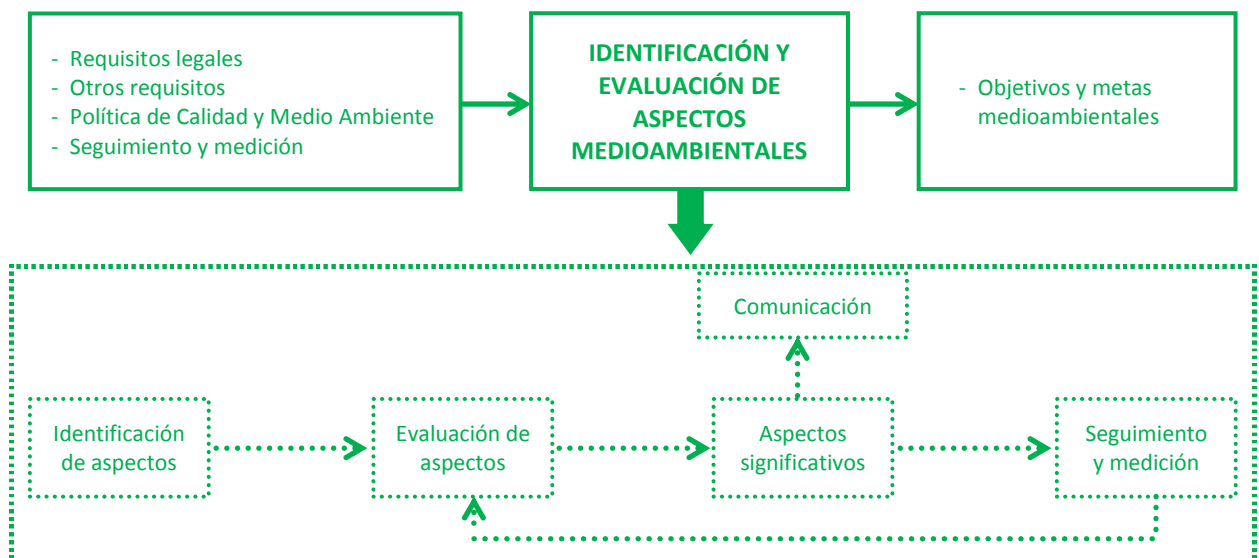 - Requisitos legales
- Otros requisitos
- Política de Calidad y Medio Ambiente
- Seguimiento y medición
IDENTIFICACIÓN Y
EVALUACIÓN DE
ASPECTOS
MEDIOAMBIENTALES
- Objetivos y metas
medioambientales
Comunicación
Identificación
de aspectos
Evaluación de
aspectos
Aspectos
significativos
Seguimiento
y medición